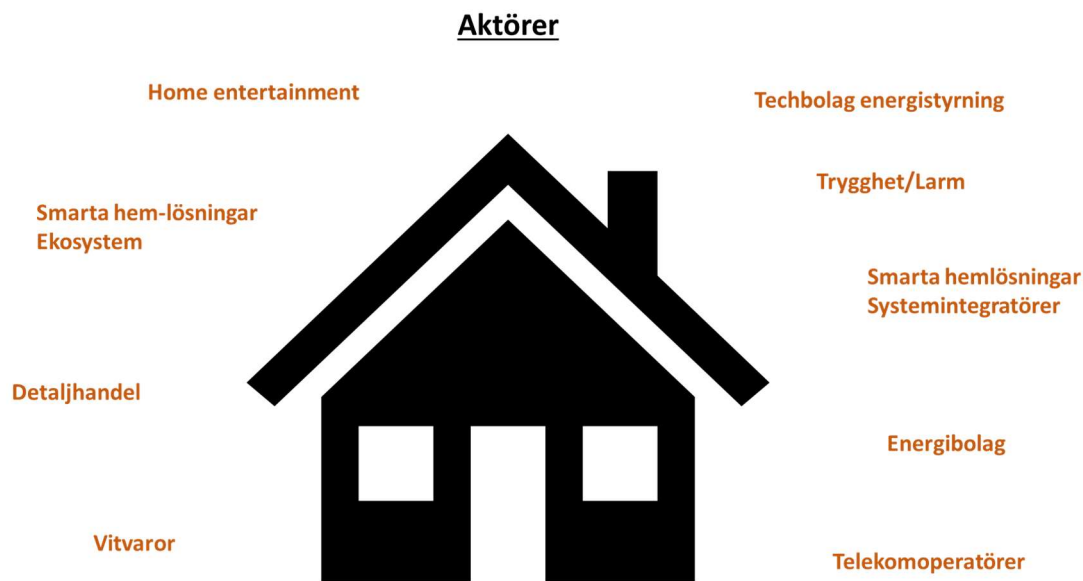 Aktörer
Home entertainment
Techbolag energistyrning
Trygghet/Larm
Smarta hem-lösningar
Ekosystem
Smarta hemlösningar
Systemintegratörer
Detaljhandel
Energibolag
Vitvaror
Telekomoperatörer